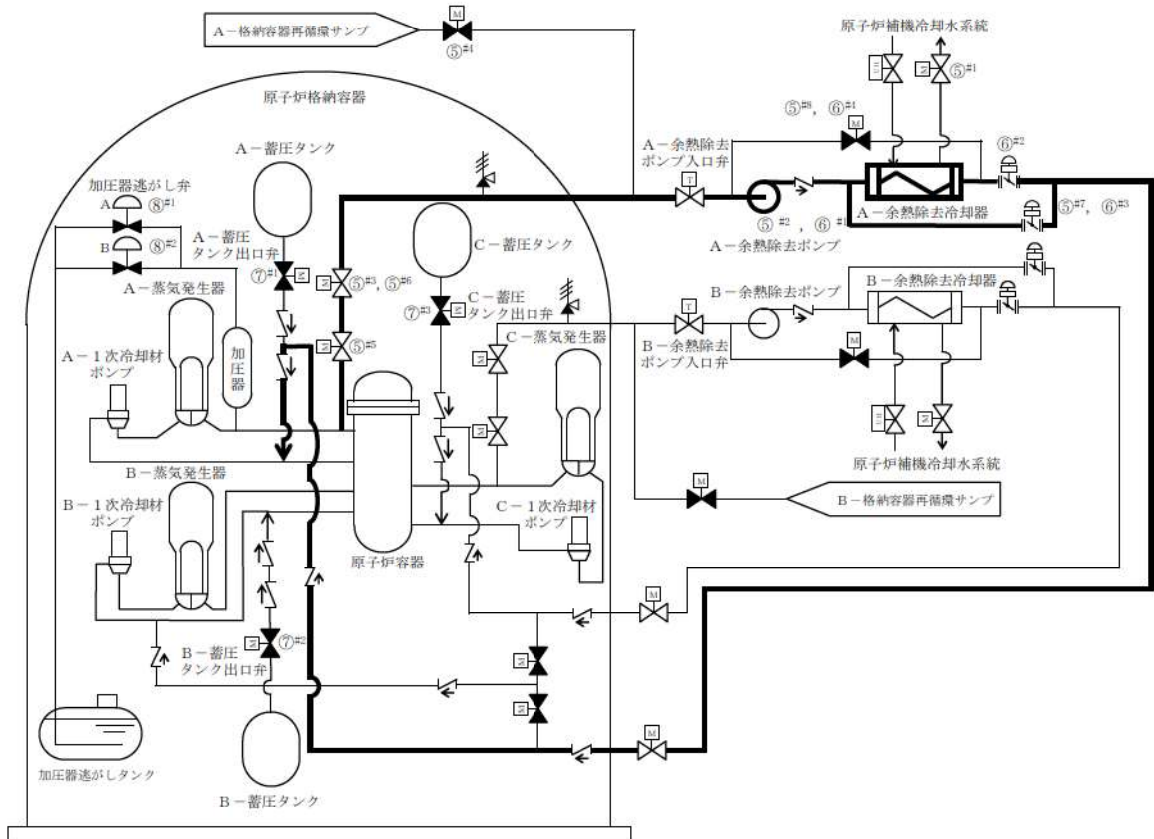 A－格納容器再循環サンプ
M
⑤#4
原子炉補機冷却水系統
M
⑤#1
⑤#8，⑥#4
M
原子炉格納容器
A－蓄圧タンク
A－余熱除去
ポンプ入口弁
T
⑥#2
A－余熱除去冷却器
⑤#7，⑥#3
⑤#2，⑥#1
A－余熱除去ポンプ
加圧器逃がし弁
A
⑧#1
B
⑧#2
A－蓄圧
タンク出口弁
⑦#1
M
C－蓄圧タンク
M
⑤#3，⑤#6
⑦#3
M
C－蓄圧
タンク出口弁
A－蒸気発生器
加圧器
M
⑤#5
C－蒸気発生器
M
M
A－1次冷却材
ポンプ
B－余熱除去ポンプ
B－余熱除去冷却器
T
B－余熱除去
ポンプ入口弁
M
M
原子炉補機冷却水系統
B－蒸気発生器
B－1次冷却材
ポンプ
原子炉容器
C－1次冷却材
ポンプ
M
B－格納容器再循環サンプ
M
M
⑦#2
B－蓄圧
タンク出口弁
M
M
M
加圧器逃がしタンク
B－蓄圧タンク